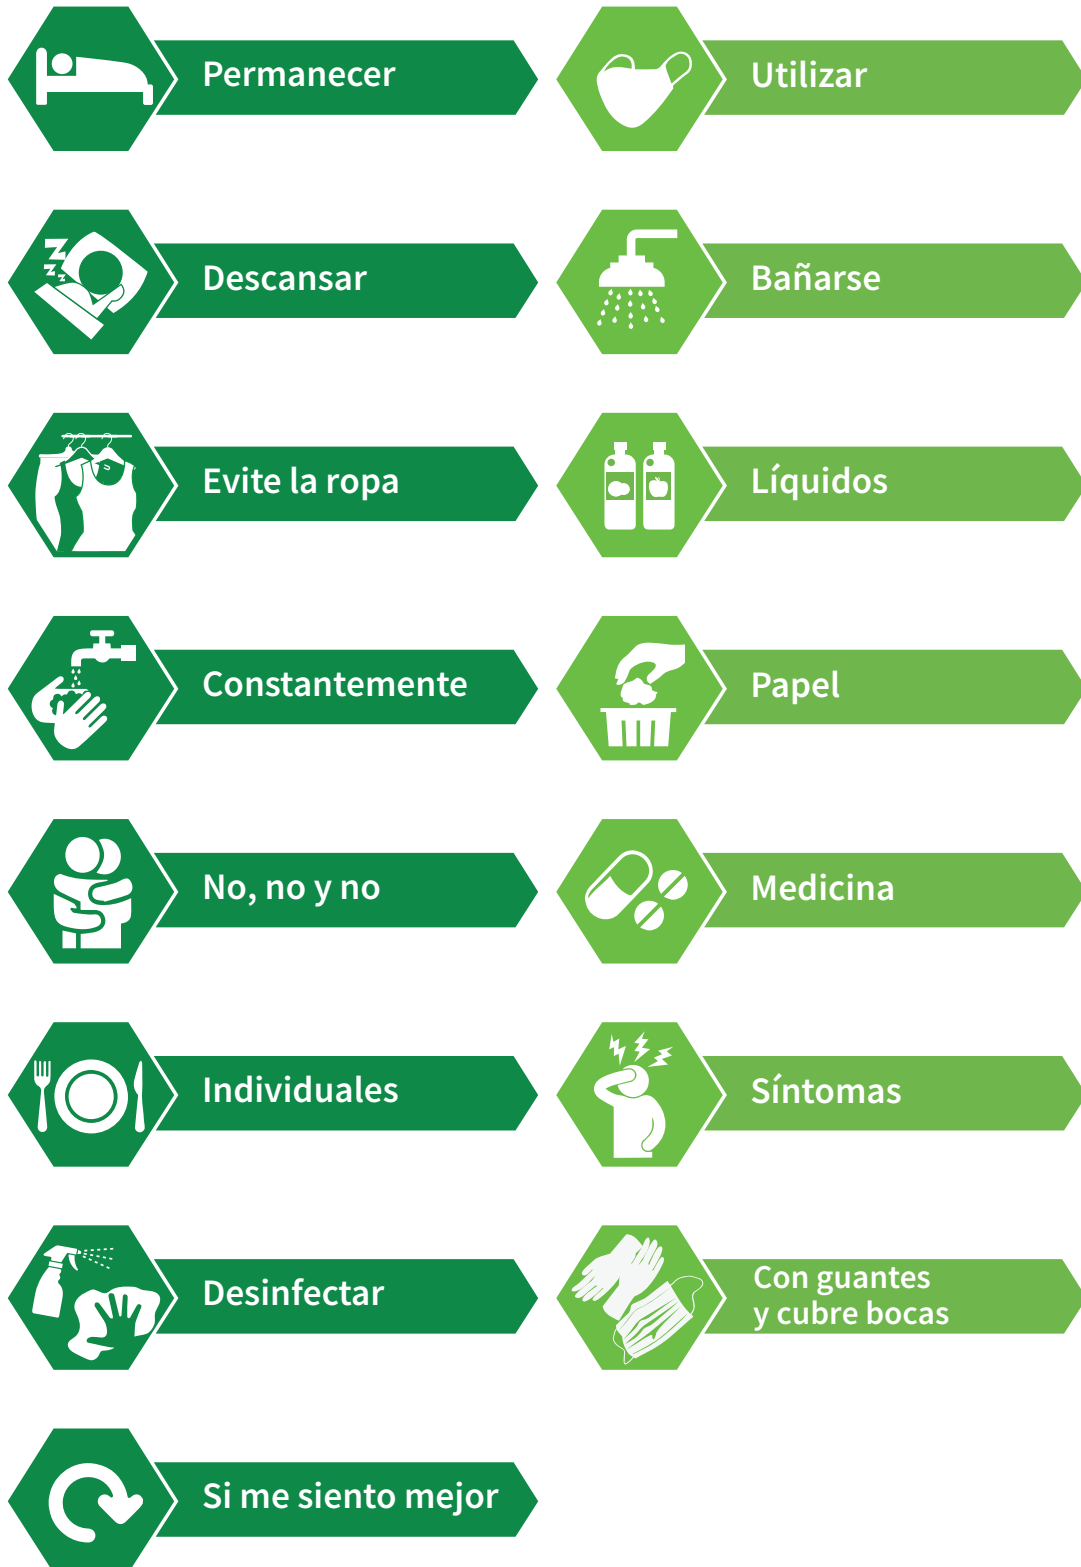 Permanecer
Utilizar
Descansar
Bañarse
Evite la ropa
Líquidos
Constantemente
Papel
No, no y no
Medicina
Individuales
Síntomas
Desinfectar
Con guantes
y cubre bocas
Si me siento mejor